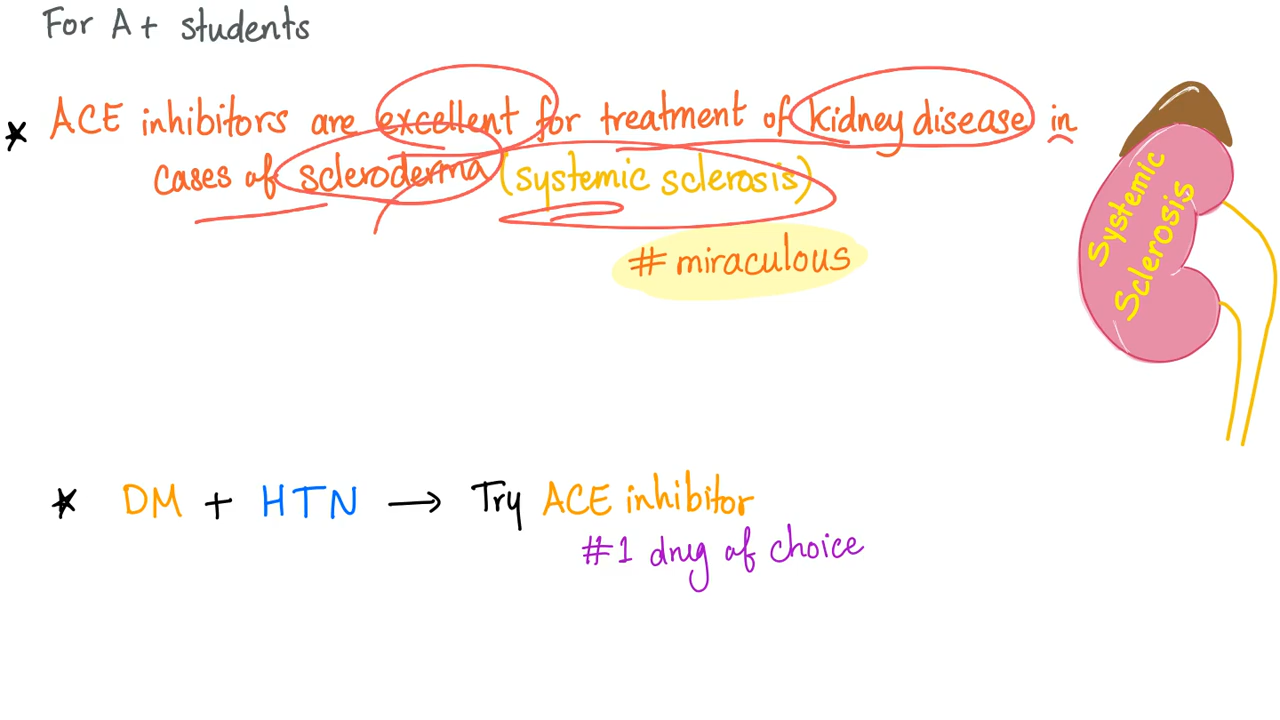 For A+ students
* ACE inhibitors are excellent for treatment of kidney disease in
cases of scleroderma (systemic sclerosis)
# miraculous
Systemic
Sclerosis
* DM + HTN → Try ACE inhibitor
#1 drug of choice